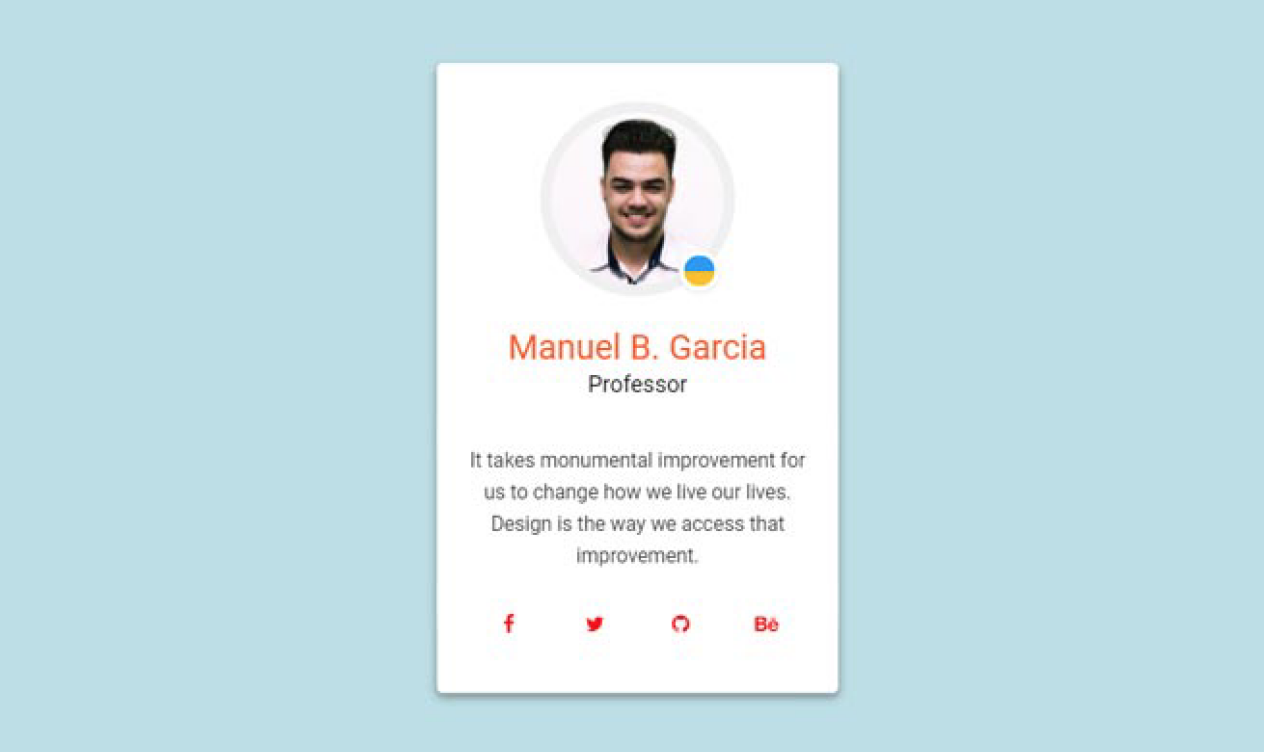 Manuel B. Garcia
Professor
It takes monumental improvement for
us to change how we live our lives.
Design is the way we access that
improvement.
Bē